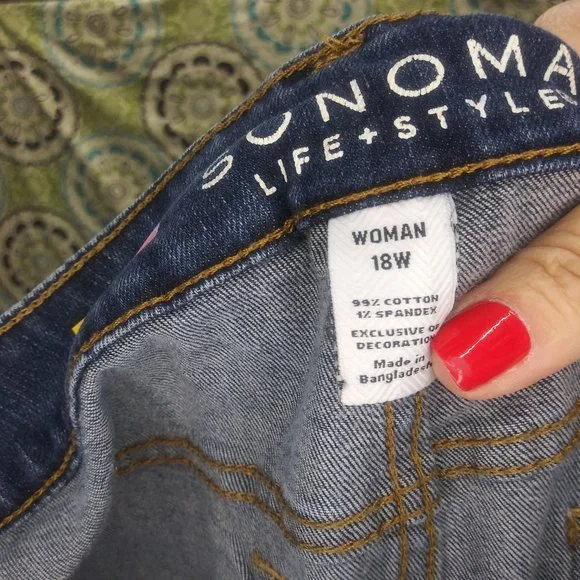 SONOMA
LIFE + STYLE
WOMAN
18W
99% COTTON
1% SPANDEX
EXCLUSIVE OF
DECORATION
Made in
Bangladesh